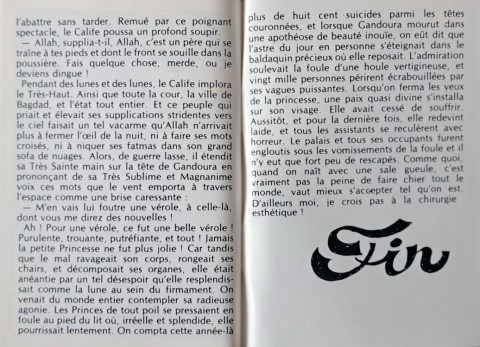 l'abattre sans tarder. Remué par ce poignant
spectacle, le Calife poussa un profond soupir.
— Allah, supplia-t-il, Allah, c'est un père qui se
traîne à tes pieds et dont le front se souille dans la
poussière. Fais quelque chose, merde, ou je
deviens dingue !
Pendant des lunes et des lunes, le Calife implora
le Très-Haut. Ainsi que toute la cour, la ville de
Bagdad, et l'état tout entier. Et ce peuple qui
priait et élevait ses supplications stridentes vers
le ciel faisait un tel vacarme qu'Allah n'arrivait
plus à fermer l'œil de la nuit, ni à faire ses mots
croisés, ni à niquer ses fatmas dans son grand
sofa de nuages. Alors, de guerre lasse, il étendit
sa Très Sainte main sur la tête de Gandoura en
prononçant de sa Très Sublime et Magnanime
voix ces mots que le vent emporta à travers
l'espace comme une brise caressante :
— M'en vais lui foutre une vérole, à celle-là,
dont vous me direz des nouvelles !
Ah ! Pour une vérole, ce fut une belle vérole !
Purulente, trouante, putréfiante, et tout ! Jamais
la petite Princesse ne fut plus jolie ! Car tandis
que le mal ravageait son corps, rongeait ses
chairs, et décomposait ses organes, elle était
anéantie par un tel désespoir qu'elle resplendis-
sait comme la lune au sein du firmament. On
venait du monde entier contempler sa radieuse
agonie. Les Princes de tout poil se pressaient en
foule au pied du lit où, irréelle et splendide, elle
pourrissait lentement. On compta cette année-là
plus de huit cent suicides parmi les têtes
couronnées, et lorsque Gandoura mourut dans
une apothéose de beauté inouïe, on eût dit que
l'astre du jour en personne s'éteignait dans le
baldaquin précieux où elle reposait. L'admiration
soulevait la foule d'une houle vertigineuse, et
vingt mille personnes périrent écrabouillées par
ses vagues puissantes. Lorsqu'on ferma les yeux
de la princesse, une paix quasi divine s'installa
sur son visage. Elle avait cessé de souffrir.
Aussitôt, et pour la dernière fois, elle redevint
laide, et tous les assistants se reculèrent avec
horreur. Le palais et tous ses occupants furent
engloutis sous les vomissements de la foule et il
n'y eut que fort peu de rescapés. Comme quoi,
quand on naît avec une sale gueule, c'est
vraiment pas la peine de faire chier tout le
monde, vaut mieux s'accepter tel qu'on est.
D'ailleurs moi, je crois pas à la chirurgie
esthétique !
Fin